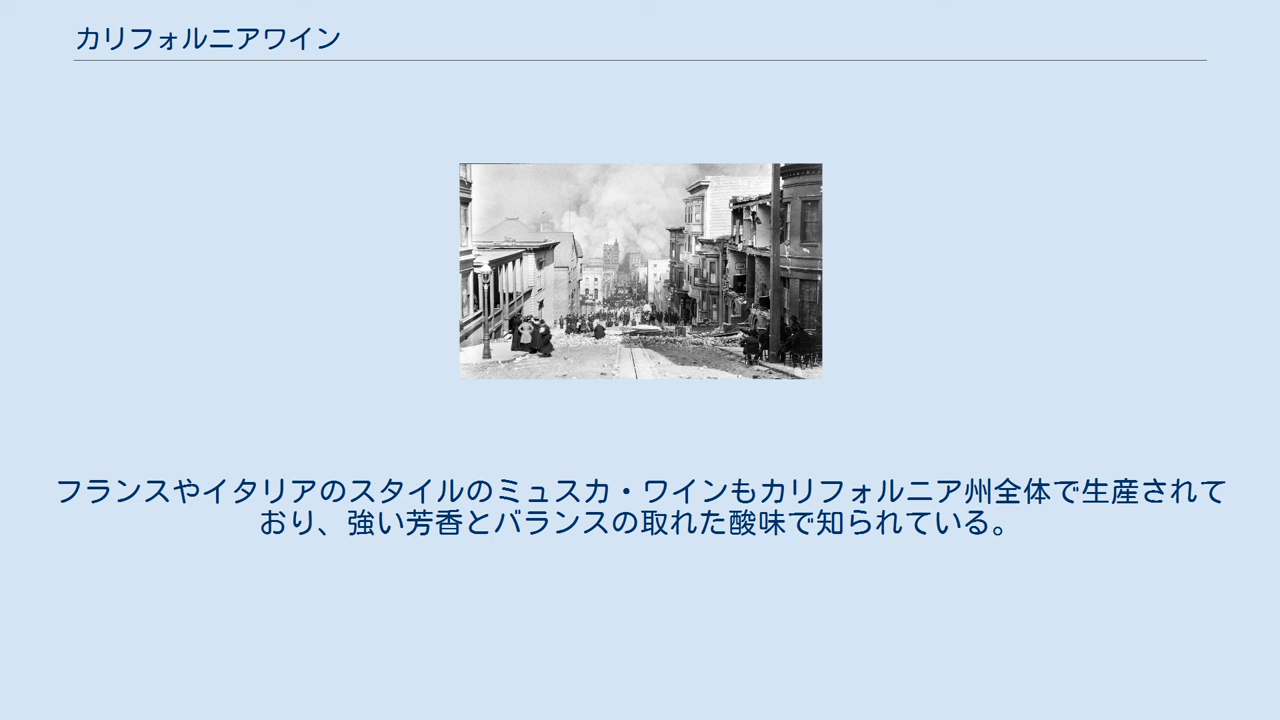 カリフォルニアワイン
フランスやイタリアのスタイルのミュスカ・ワインもカリフォルニア州全体で生産されて
おり、強い芳香とバランスの取れた酸味で知られている。